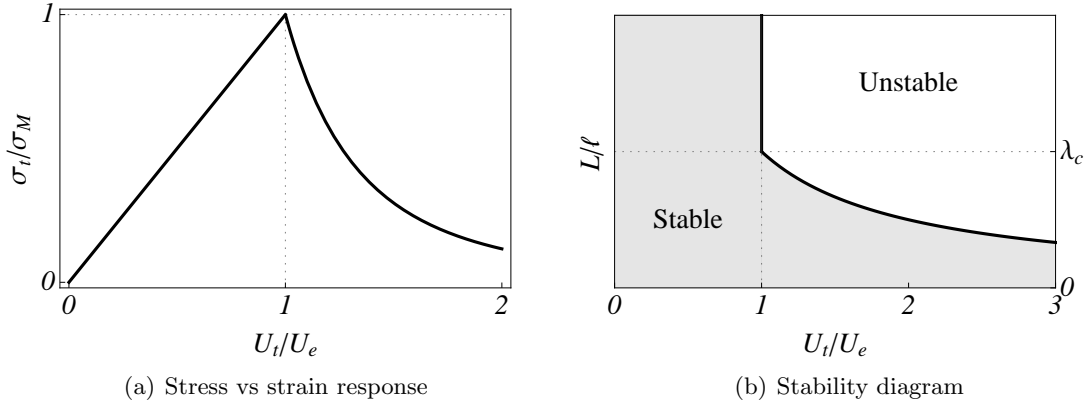 1
σt/σM
0
0
1
2
Ut/Ue
(a) Stress vs strain response
Unstable
L/ℓ
λc
Stable
0
0
1
2
3
Ut/Ue
(b) Stability diagram